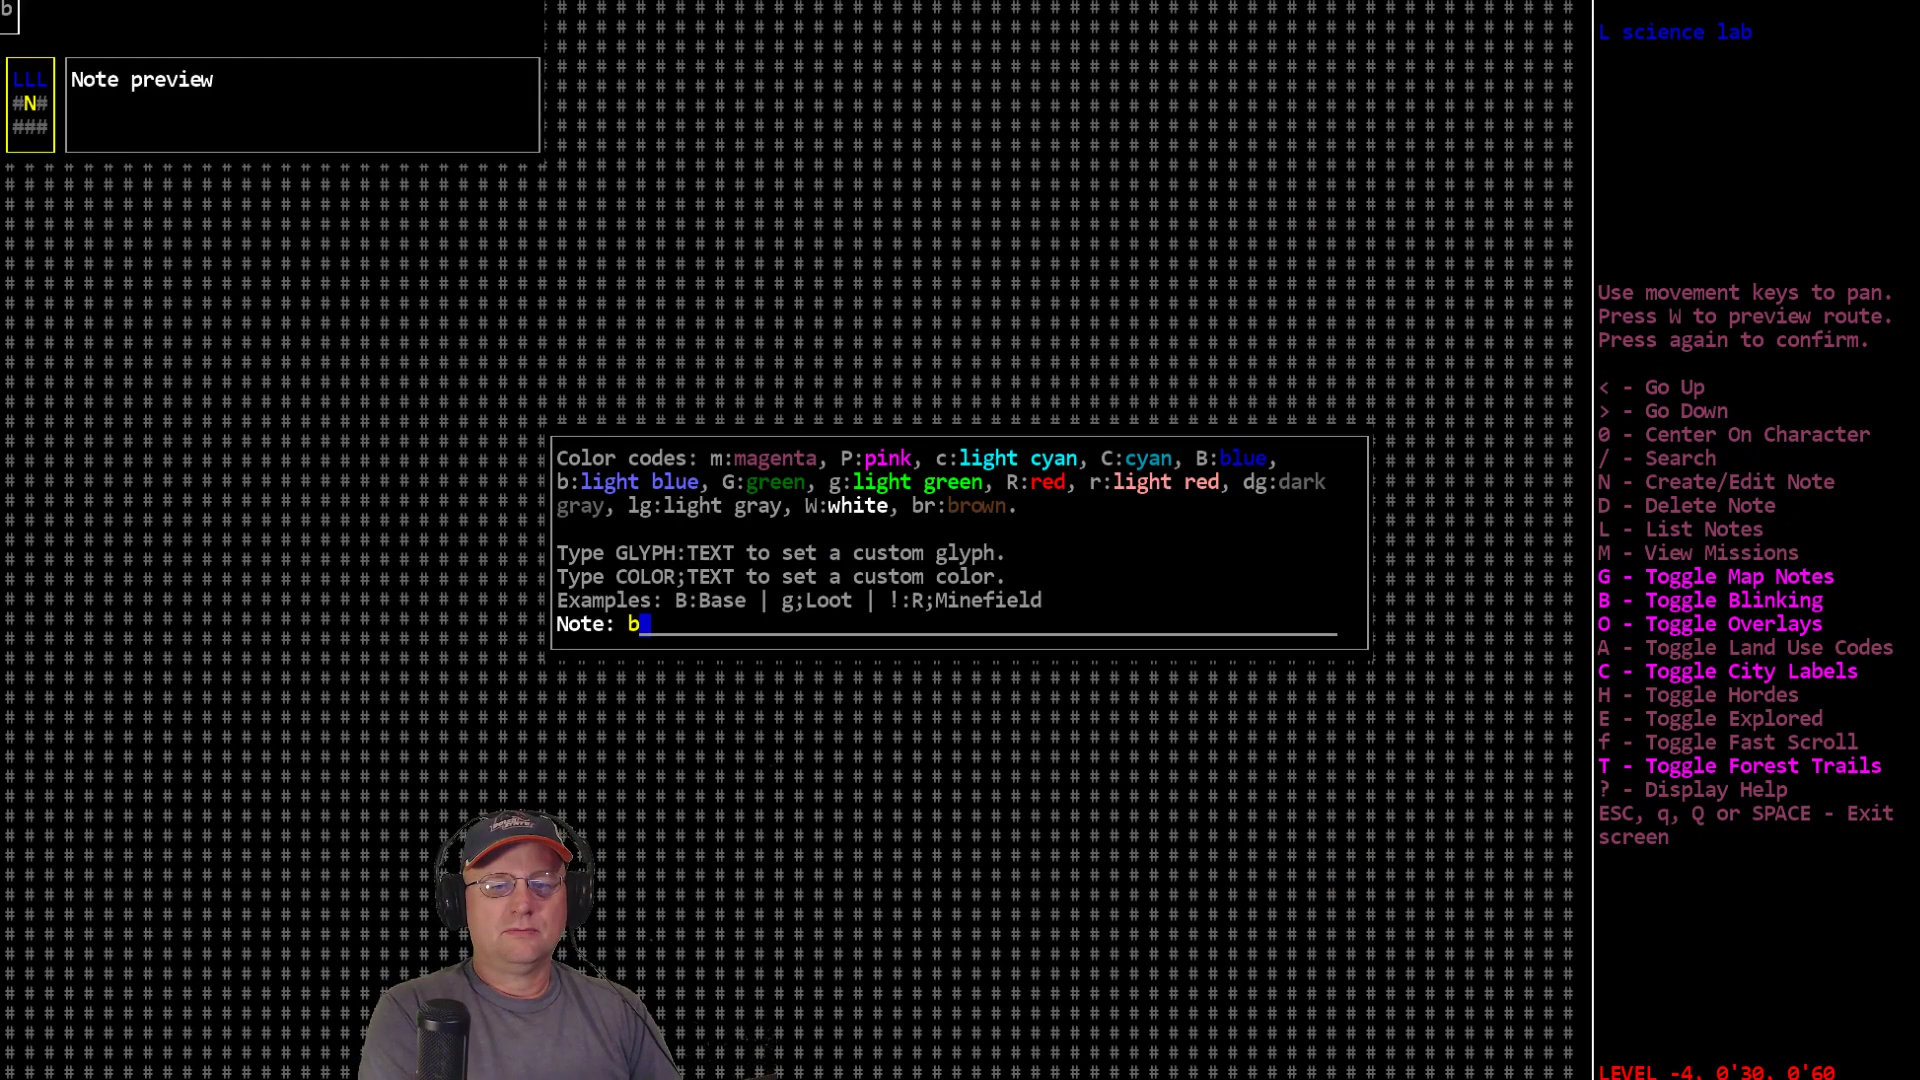 b
LLL
#N#
###
Note preview
Color codes: m:magenta, P:pink, c:light cyan, C:cyan, B:blue,
b:light blue, G:green, g:light green, R:red, r:light red, dg:dark
gray, lg:light gray, W:white, br:brown.
Type GLYPH:TEXT to set a custom glyph.
Type COLOR;TEXT to set a custom color.
Examples: B:Base | g;Loot | !:R;Minefield
Note: b
L science lab
Use movement keys to pan.
Press W to preview route.
Press again to confirm.
< - Go Up
> - Go Down
0 - Center On Character
/ - Search
N - Create/Edit Note
D - Delete Note
L - List Notes
M - View Missions
G - Toggle Map Notes
B - Toggle Blinking
O - Toggle Overlays
A - Toggle Land Use Codes
C - Toggle City Labels
H - Toggle Hordes
E - Toggle Explored
f - Toggle Fast Scroll
T - Toggle Forest Trails
? - Display Help
ESC, q, Q or SPACE - Exit
screen
LEVEL -4, 0'30, 0'60